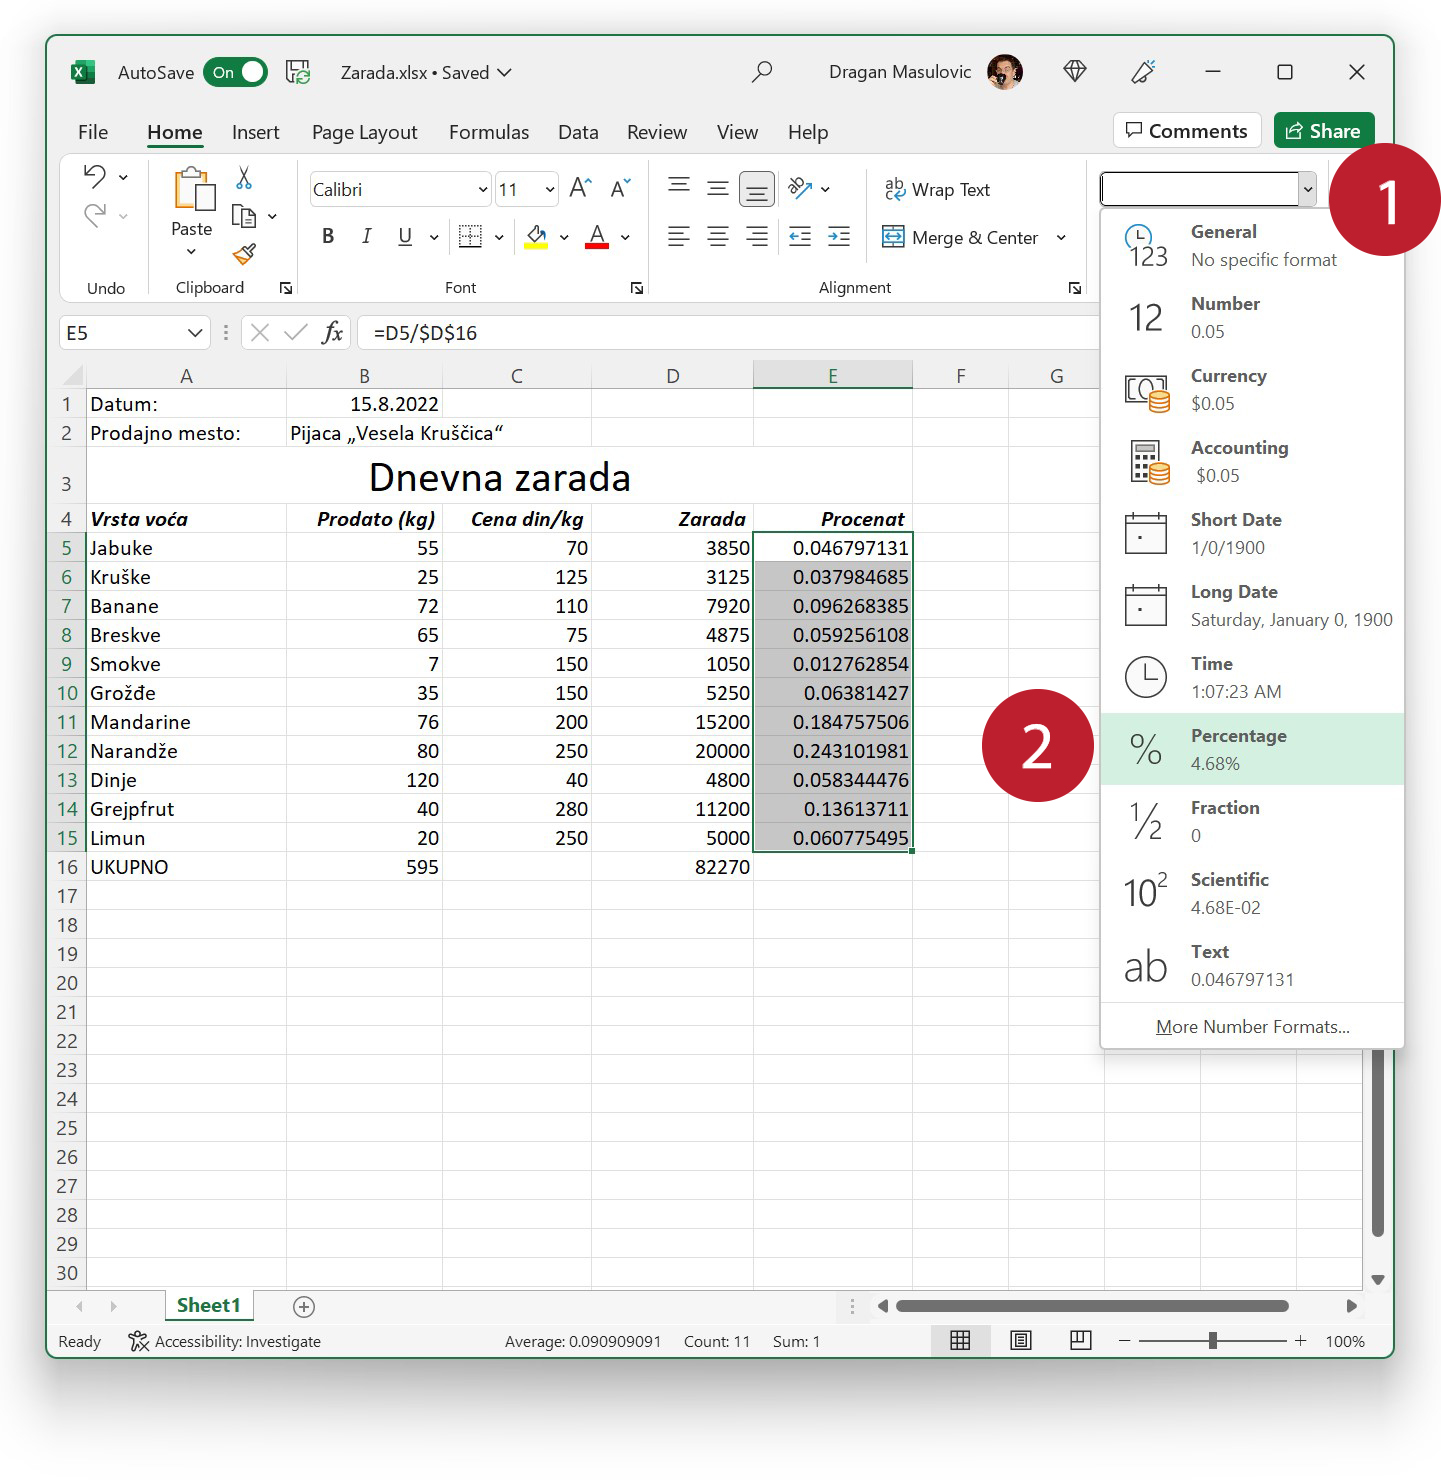 AutoSave On Zarada.xlsx • Saved Dragan Masulovic
File Home Insert Page Layout Formulas Data Review View Help Comments Share
Paste
Calibri 11
B I U A
ab Wrap Text
Merge & Center
Undo Clipboard Font Alignment
1
E5 fx =D5/$D$16
A B C D E F G
1 Datum: 15.8.2022
2 Prodajno mesto: Pijaca „Vesela Kruščica“
3 Dnevna zarada
4 Vrsta voća Prodato (kg) Cena din/kg Zarada Procenat
5 Jabuke 55 70 3850 0.046797131
6 Kruške 25 125 3125 0.037984685
7 Banane 72 110 7920 0.096268385
8 Breskve 65 75 4875 0.059256108
9 Smokve 7 150 1050 0.012762854
10 Grožđe 35 150 5250 0.06381427
11 Mandarine 76 200 15200 0.184757506
12 Narandže 80 250 20000 0.243101981
13 Dinje 120 40 4800 0.058344476
14 Grejpfrut 40 280 11200 0.13613711
15 Limun 20 250 5000 0.060775495
16 UKUPNO 595 82270
17
18
19
20
21
22
23
24
25
26
27
28
29
30
123 General
No specific format
12 Number
0.05
Currency
$0.05
Accounting
$0.05
Short Date
1/0/1900
Long Date
Saturday, January 0, 1900
Time
1:07:23 AM
2
% Percentage
4.68%
1/2 Fraction
0
10² Scientific
4.68E-02
ab Text
0.046797131
More Number Formats...
Sheet1
Ready Accessibility: Investigate Average: 0.090909091 Count: 11 Sum: 1 100%